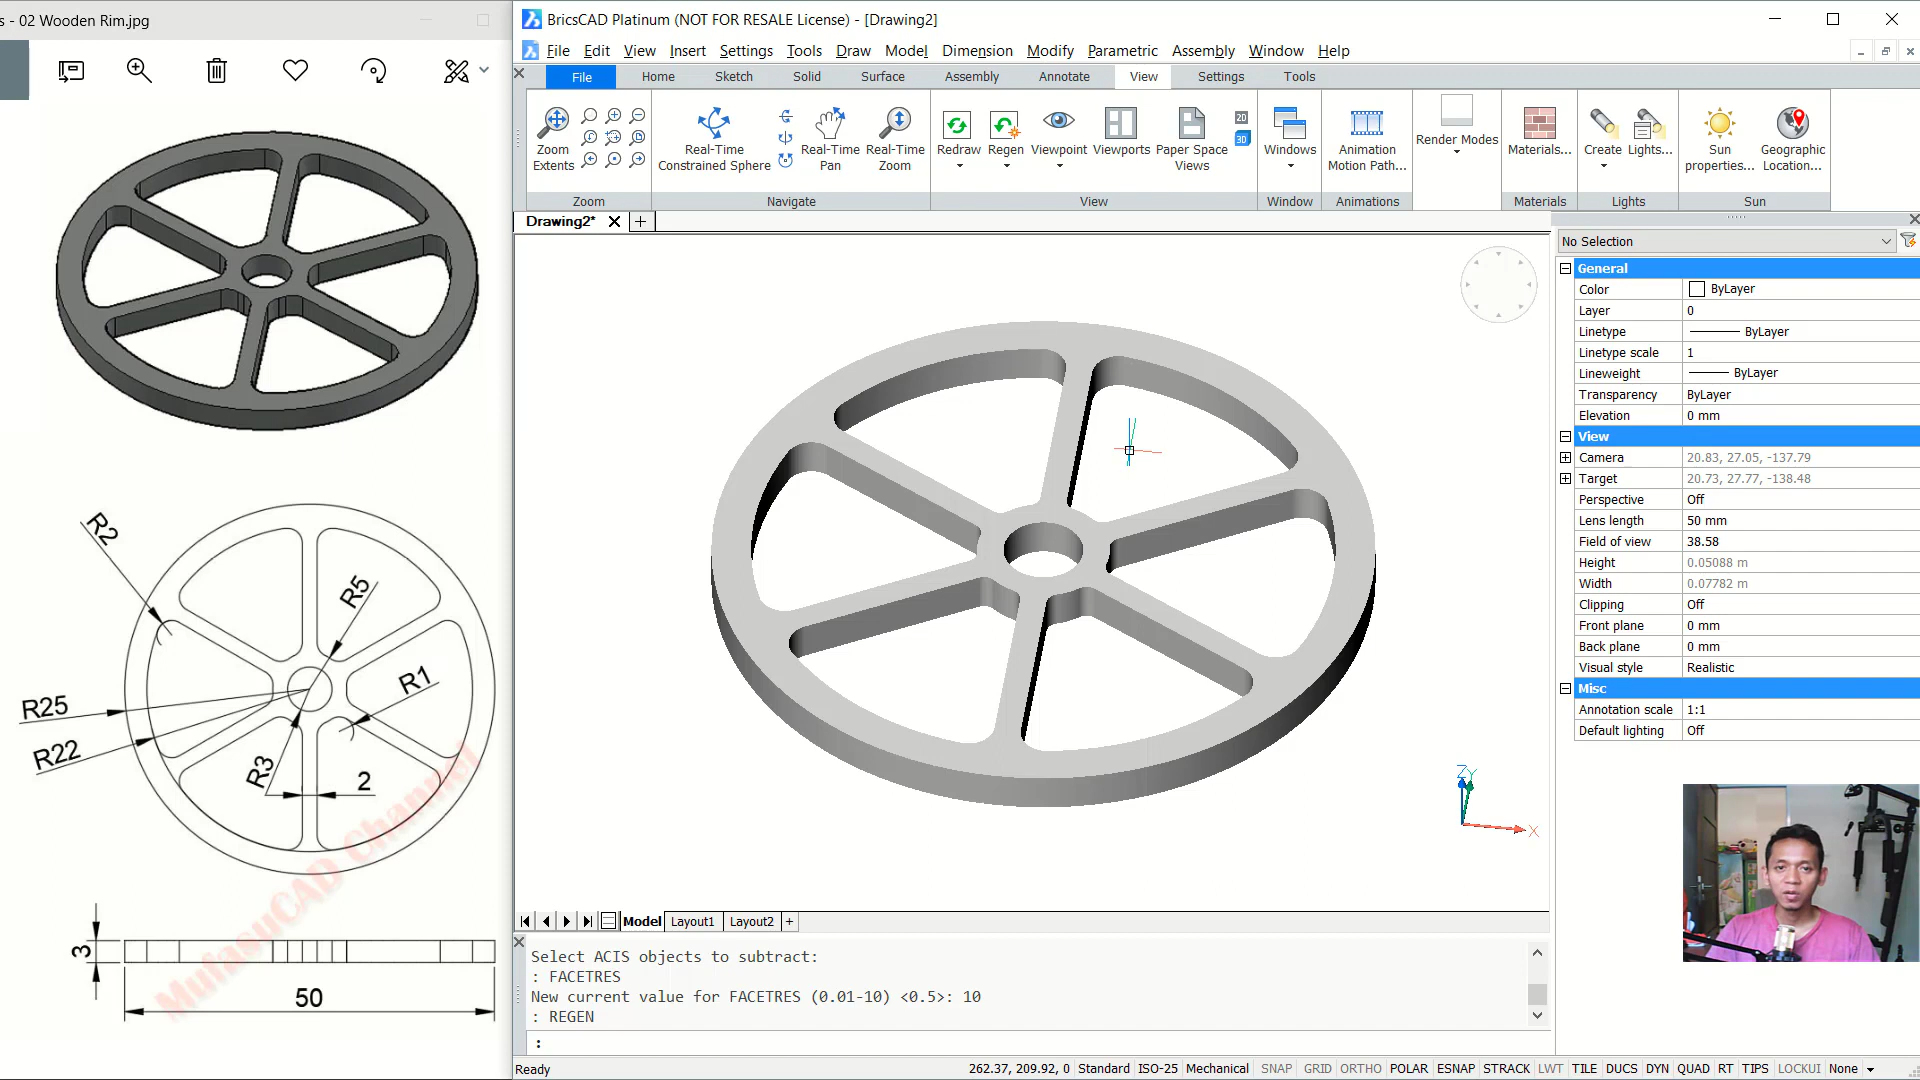 s - 02 Wooden Rim.jpg
R2
R5
R1
R25
R22
R3
2
MufasuCAD Channel
3
50
BricsCAD Platinum (NOT FOR RESALE License) - [Drawing2]
File Edit View Insert Settings Tools Draw Model Dimension Modify Parametric Assembly Window Help
File Home Sketch Solid Surface Assembly Annotate View Settings Tools
Zoom Extents
Real-Time Constrained Sphere
Real-Time Pan
Real-Time Zoom
Redraw
Regen
Viewpoint
Viewports
Paper Space Views
2D
3D
Windows
Animation Motion Path...
Render Modes
Materials...
Create
Lights...
Sun properties...
Geographic Location...
Zoom Navigate View Window Animations Materials Lights Sun
Drawing2*
No Selection
General
Color ByLayer
Layer 0
Linetype ByLayer
Linetype scale 1
Lineweight ByLayer
Transparency ByLayer
Elevation 0 mm
View
Camera 20.83, 27.05, -137.79
Target 20.73, 27.77, -138.48
Perspective Off
Lens length 50 mm
Field of view 38.58
Height 0.05088 m
Width 0.07782 m
Clipping Off
Front plane 0 mm
Back plane 0 mm
Visual style Realistic
Misc
Annotation scale 1:1
Default lighting Off
Z
Y
X
Model Layout1 Layout2 +
Select ACIS objects to subtract:
: FACETRES
New current value for FACETRES (0.01-10) <0.5>: 10
: REGEN
:
Ready
262.37, 209.92, 0 Standard ISO-25 Mechanical SNAP GRID ORTHO POLAR ESNAP STRACK LWT TILE DUCS DYN QUAD RT TIPS LOCKUI None